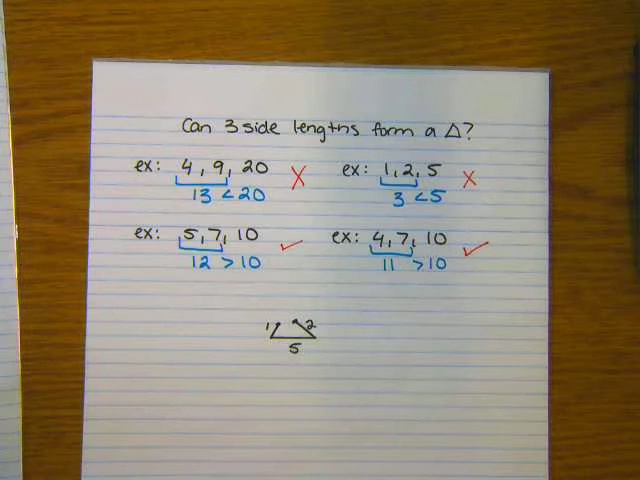 Can 3 side lengths form a △?
ex: 4, 9, 20 X ex: 1, 2, 5 X
13 < 20 3 < 5
ex: 5, 7, 10 ✓ ex: 4, 7, 10 ✓
12 > 10 11 > 10
1 2
5